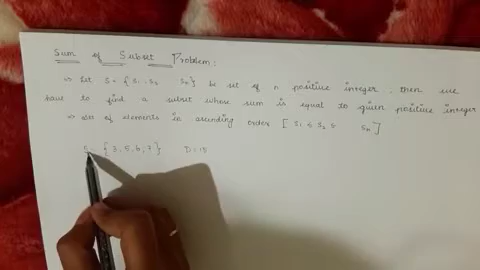 Sum of Subset Problem:
⇒ Let S = {S1 .. S2 Sn} be set of n positive integer, then we
have to find a subset whose sum is equal to given positive integer
⇒ set of elements in ascending order [ S1 ≤ S2 ≤ Sn ]
{ 3, 5, 6, 7 } D = 15